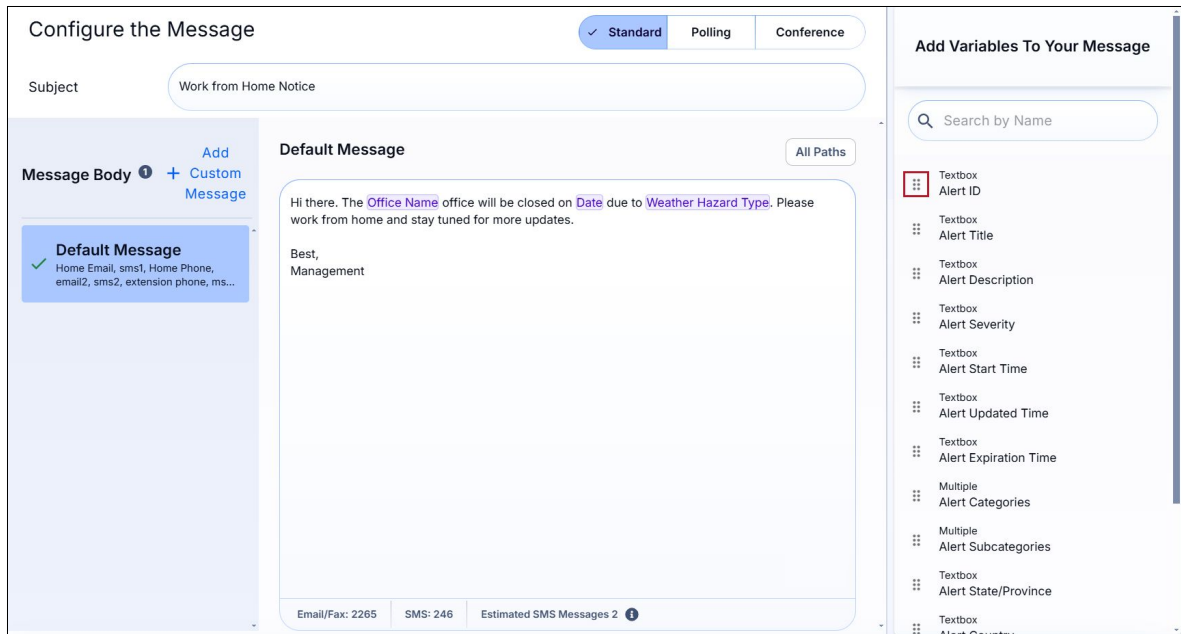 Configure the Message
Standard
Polling
Conference
Subject
Work from Home Notice
Message Body 1
+ Add
Custom
Message
Default Message
Home Email, sms1, Home Phone,
email2, sms2, extension phone, ms...
Default Message
All Paths
Hi there. The Office Name office will be closed on Date due to Weather Hazard Type. Please
work from home and stay tuned for more updates.
Best,
Management
Email/Fax: 2265
SMS: 246
Estimated SMS Messages 2
Add Variables To Your Message
Search by Name
Textbox
Alert ID
Textbox
Alert Title
Textbox
Alert Description
Textbox
Alert Severity
Textbox
Alert Start Time
Textbox
Alert Updated Time
Textbox
Alert Expiration Time
Multiple
Alert Categories
Multiple
Alert Subcategories
Textbox
Alert State/Province
Textbox
Alert Country